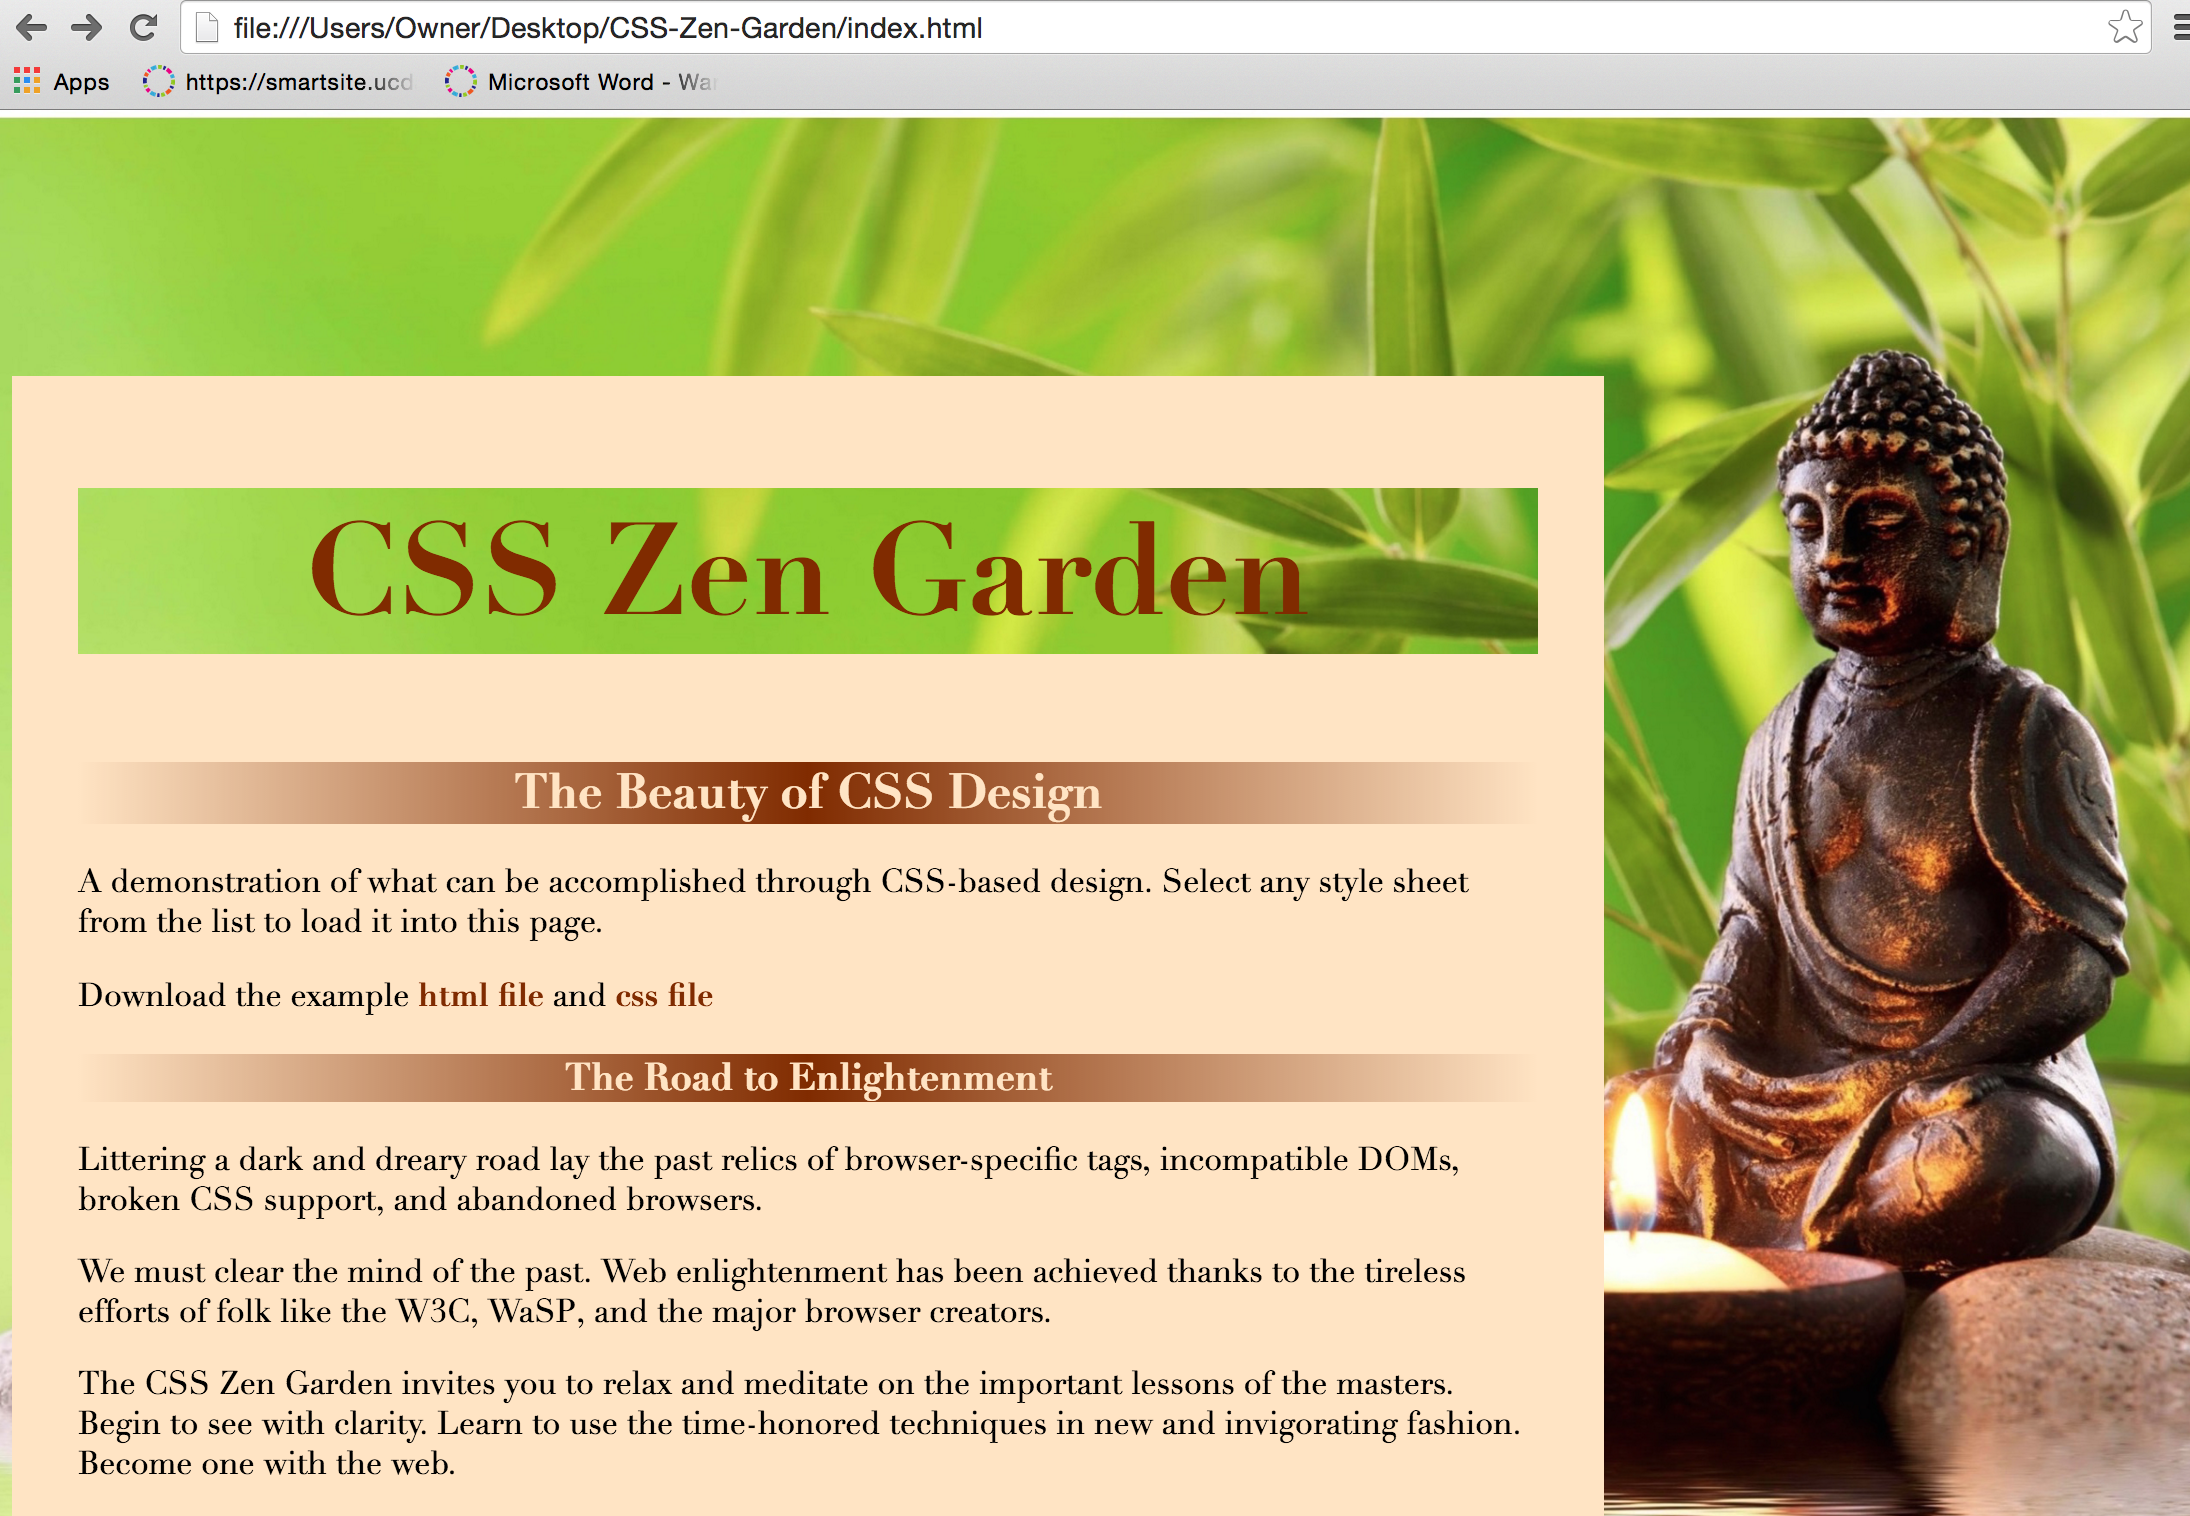 file:///Users/Owner/Desktop/CSS-Zen-Garden/index.html
Apps https://smartsite.ucd Microsoft Word - Wa
CSS Zen Garden
The Beauty of CSS Design
A demonstration of what can be accomplished through CSS-based design. Select any style sheet
from the list to load it into this page.
Download the example html file and css file
The Road to Enlightenment
Littering a dark and dreary road lay the past relics of browser-specific tags, incompatible DOMs,
broken CSS support, and abandoned browsers.
We must clear the mind of the past. Web enlightenment has been achieved thanks to the tireless
efforts of folk like the W3C, WaSP, and the major browser creators.
The CSS Zen Garden invites you to relax and meditate on the important lessons of the masters.
Begin to see with clarity. Learn to use the time-honored techniques in new and invigorating fashion.
Become one with the web.